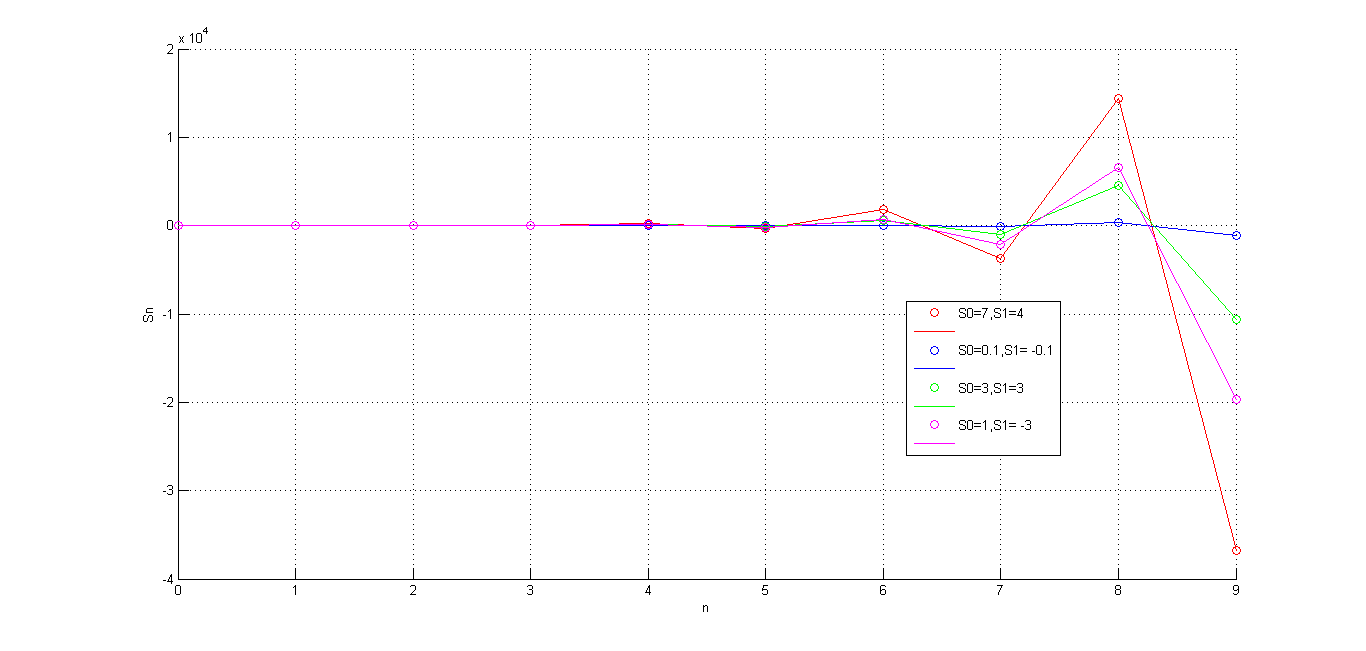 x 10^4
2
1
0
-1
-2
-3
-4
Sn
0 1 2 3 4 5 6 7 8 9
n
S0=7,S1=4
S0=0.1,S1= -0.1
S0=3,S1=3
S0=1,S1= -3